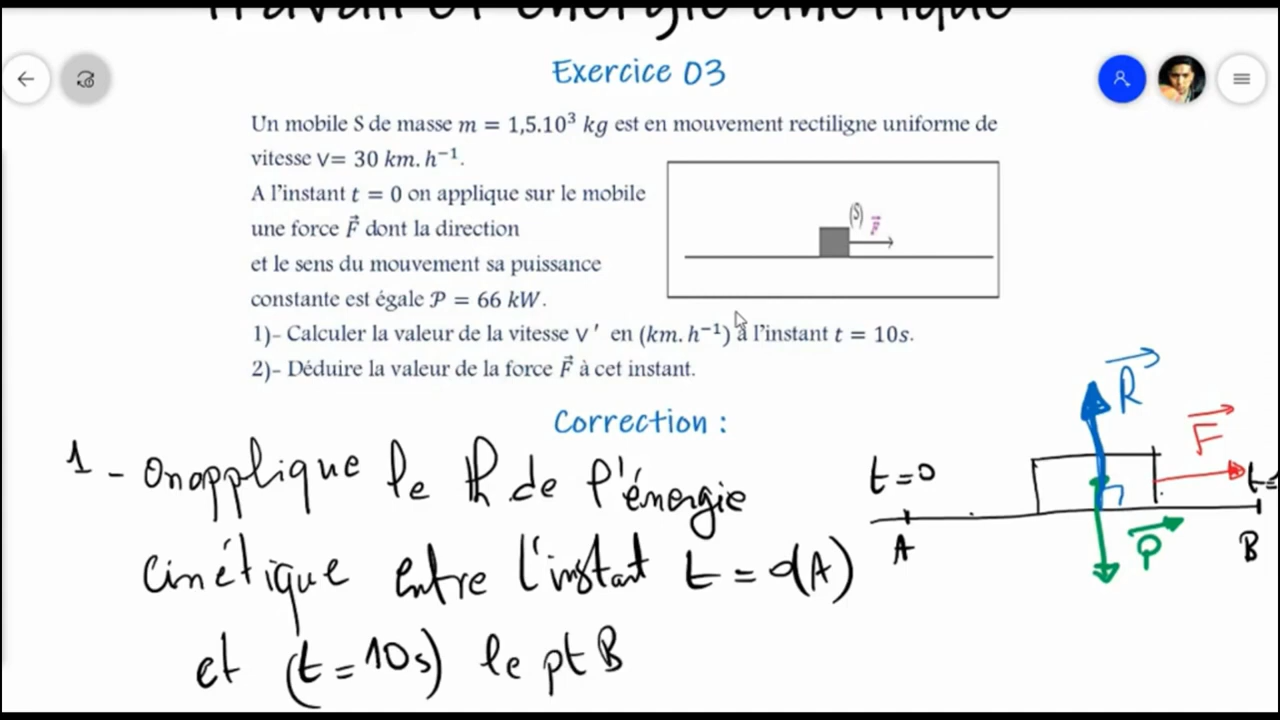 Travail et énergie cinétique
Exercice 03
Un mobile S de masse m = 1,5.10³ kg est en mouvement rectiligne uniforme de
vitesse v= 30 km.h⁻¹.
A l'instant t = 0 on applique sur le mobile
une force F⃗ dont la direction
et le sens du mouvement sa puissance
constante est égale 𝒫 = 66 kW.
(S)
F⃗
1)- Calculer la valeur de la vitesse v' en (km.h⁻¹) à l'instant t = 10s.
2)- Déduire la valeur de la force F⃗ à cet instant.
Correction :
1 - On applique le th de l'énergie
cinétique entre l'instant t = 0(A)
et (t = 10s) le pt B
R⃗
F⃗
t=0
t=
A
P⃗
B